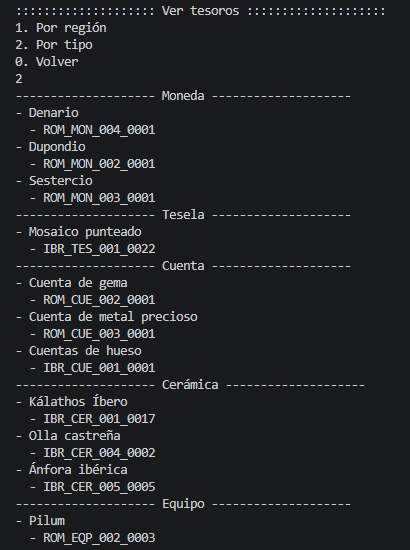 :::::::::::::::::::: Ver tesoros ::::::::::::::::::::
1. Por región
2. Por tipo
0. Volver
2
-------------------- Moneda --------------------
- Denario
  - ROM_MON_004_0001
- Dupondio
  - ROM_MON_002_0001
- Sestercio
  - ROM_MON_003_0001
-------------------- Tesela --------------------
- Mosaico punteado
  - IBR_TES_001_0022
-------------------- Cuenta --------------------
- Cuenta de gema
  - ROM_CUE_002_0001
- Cuenta de metal precioso
  - ROM_CUE_003_0001
- Cuentas de hueso
  - IBR_CUE_001_0001
-------------------- Cerámica --------------------
- Kálathos Íbero
  - IBR_CER_001_0017
- Olla castreña
  - IBR_CER_004_0002
- Ánfora ibérica
  - IBR_CER_005_0005
-------------------- Equipo --------------------
- Pilum
  - ROM_EQP_002_0003